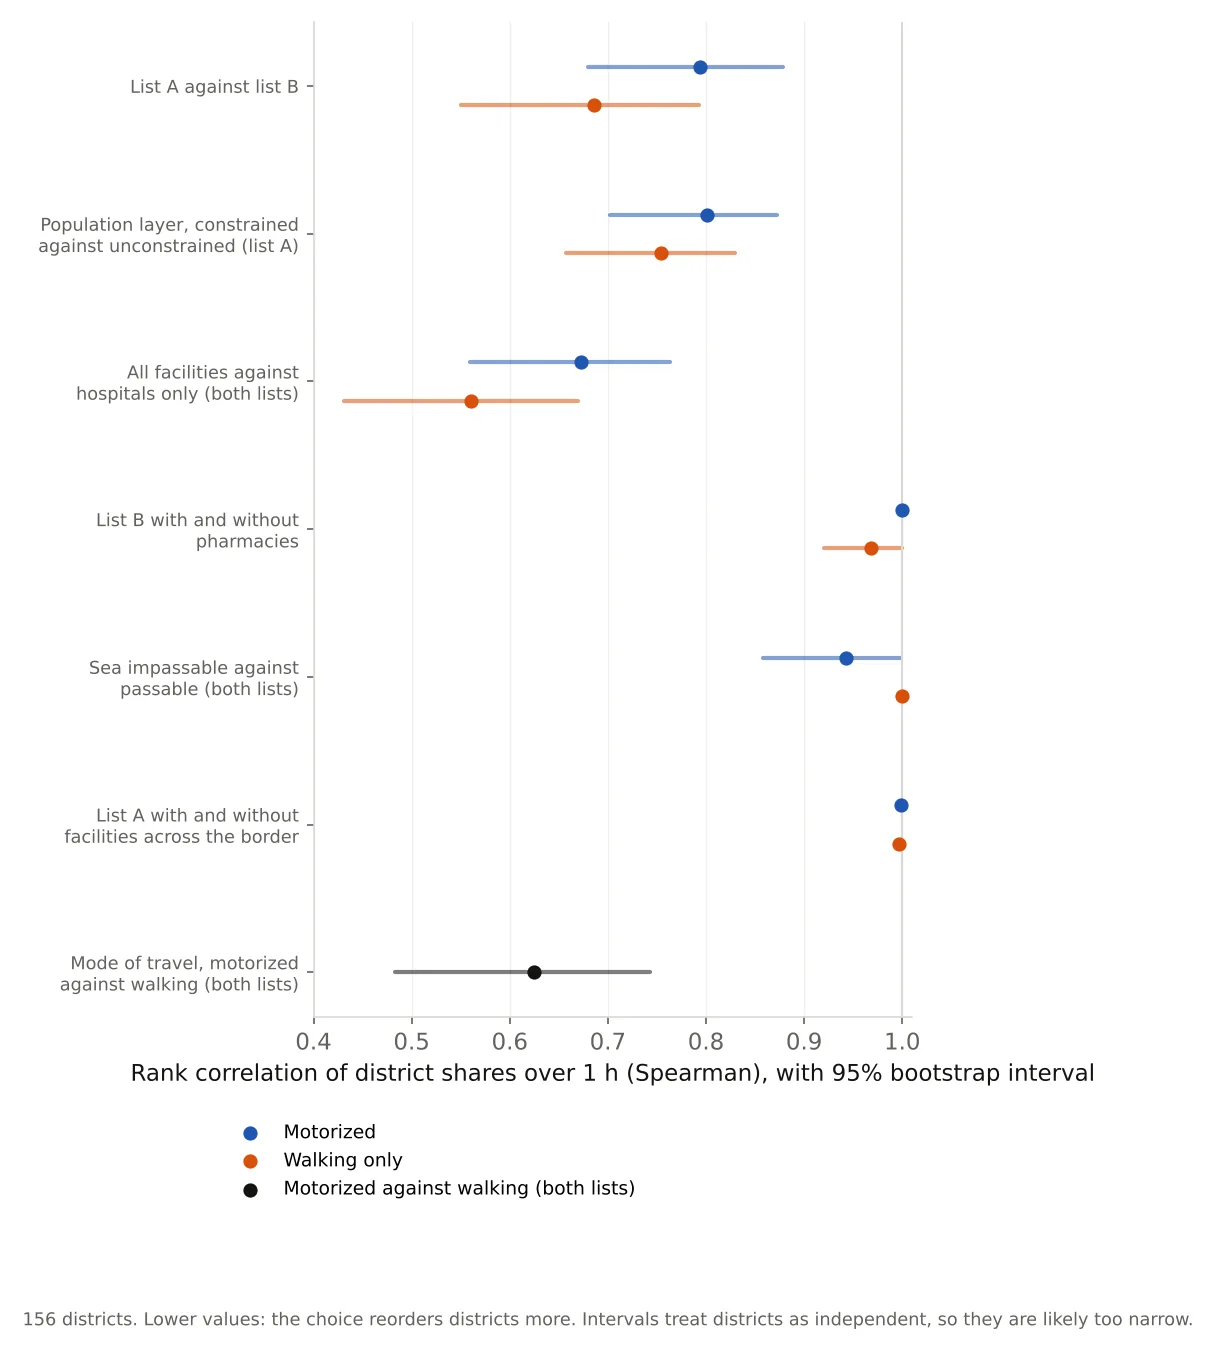 List A against list B
Population layer, constrained
against unconstrained (list A)
All facilities against
hospitals only (both lists)
List B with and without
pharmacies
Sea impassable against
passable (both lists)
List A with and without
facilities across the border
Mode of travel, motorized
against walking (both lists)
0.4 0.5 0.6 0.7 0.8 0.9 1.0
Rank correlation of district shares over 1 h (Spearman), with 95% bootstrap interval
Motorized
Walking only
Motorized against walking (both lists)
156 districts. Lower values: the choice reorders districts more. Intervals treat districts as independent, so they are likely too narrow.